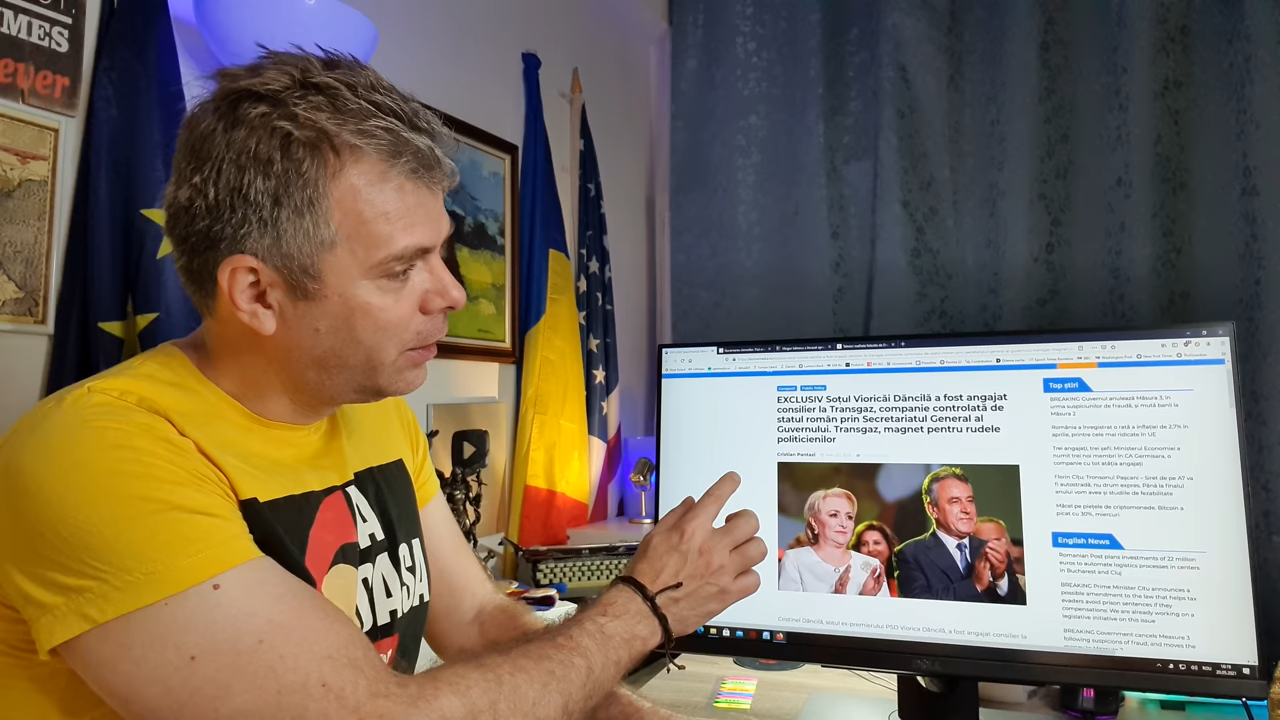 MES
ever
A
EXCLUSIV Soțul Vioricăi Dăncilă a fost angajat
consilier la Transgaz, companie controlată de
statul român prin Secretariatul General al
Guvernului. Transgaz, magnet pentru rudele
politicienilor
Cristian Pantazi
Cristinel Dăncilă, soțul ex-premierului PSD Viorica Dăncilă, a fost angajat consilier la
Top știri
BREAKING Guvernul anulează Măsura 3, în
urma suspiciunilor de fraudă, și mută banii la
Măsura 2
România a înregistrat o rată a inflației de 2,7% în
aprilie, printre cele mai ridicate în UE
Trei angajați, trei șefi: Ministerul Economiei a
numit trei noi membri în CA Germisara, o
companie cu tot atâția angajați
Florin Cîțu: Tronsonul Pașcani – Siret de pe A7 va
fi autostradă, nu drum expres. Până la finalul
anului vom avea și studiile de fezabilitate
Măcel pe piețele de criptomonede. Bitcoin a
picat cu 30%, miercuri
English News
Romanian Post plans investments of 22 million
euros to automate logistics processes in centers
in Bucharest and Cluj
BREAKING Prime Minister Cîțu announces a
possible amendment to the law that helps tax
evaders avoid prison sentences if they
compensations: We are already working on a
legislative initiative on this issue
BREAKING Government cancels Measure 3
following suspicions of fraud, and moves the
DELL
ROU
20.05.2021